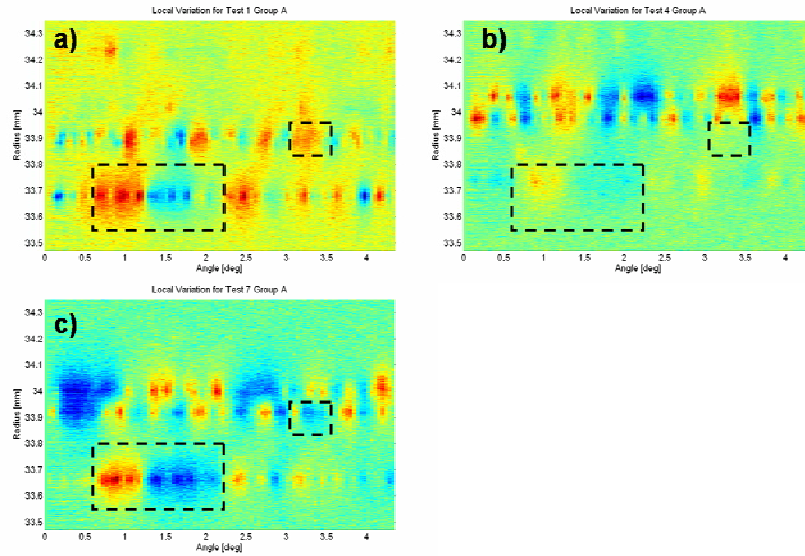 Local Variation for Test 1 Group A
a)
34.3
34.2
34.1
34
33.9
33.8
33.7
33.6
33.5
Radius [mm]
0 0.5 1 1.5 2 2.5 3 3.5 4
Angle [deg]
Local Variation for Test 4 Group A
b)
34.3
34.2
34.1
34
33.9
33.8
33.7
33.6
33.5
Radius [mm]
0 0.5 1 1.5 2 2.5 3 3.5 4
Angle [deg]
Local Variation for Test 7 Group A
c)
34.3
34.2
34.1
34
33.9
33.8
33.7
33.6
33.5
Radius [mm]
0 0.5 1 1.5 2 2.5 3 3.5 4
Angle [deg]